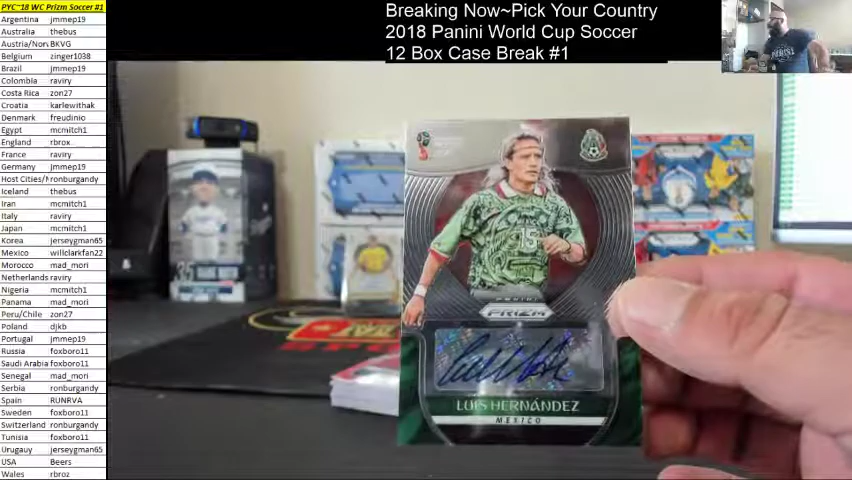 PYC~18 WC Prizm Soccer #1
Argentina jmmep19
Australia thebus
Austria/Nor BKVG
Belgium zinger1038
Brazil jmmep19
Colombia raviry
Costa Rica zon27
Croatia karlewithak
Denmark freudinio
Egypt mcmitch1
England rbrox
France raviry
Germany jmmep19
Host Cities/ ronburgandy
Iceland thebus
Iran mcmitch1
Italy raviry
Japan mcmitch1
Korea jerseygman65
Mexico willclarkfan22
Morocco mad_mori
Netherlands raviry
Nigeria mcmitch1
Panama mad_mori
Peru/Chile zon27
Poland djkb
Portugal jmmep19
Russia foxboro11
Saudi Arabia foxboro11
Senegal mad_mori
Serbia ronburgandy
Spain RUNRVA
Sweden foxboro11
Switzerland ronburgandy
Tunisia foxboro11
Urugauy jerseygman65
USA Beers
Wales rbroz
Breaking Now~Pick Your Country
2018 Panini World Cup Soccer
12 Box Case Break #1
15
PANINI
PRIZM
LUIS HERNÁNDEZ
MEXICO
35